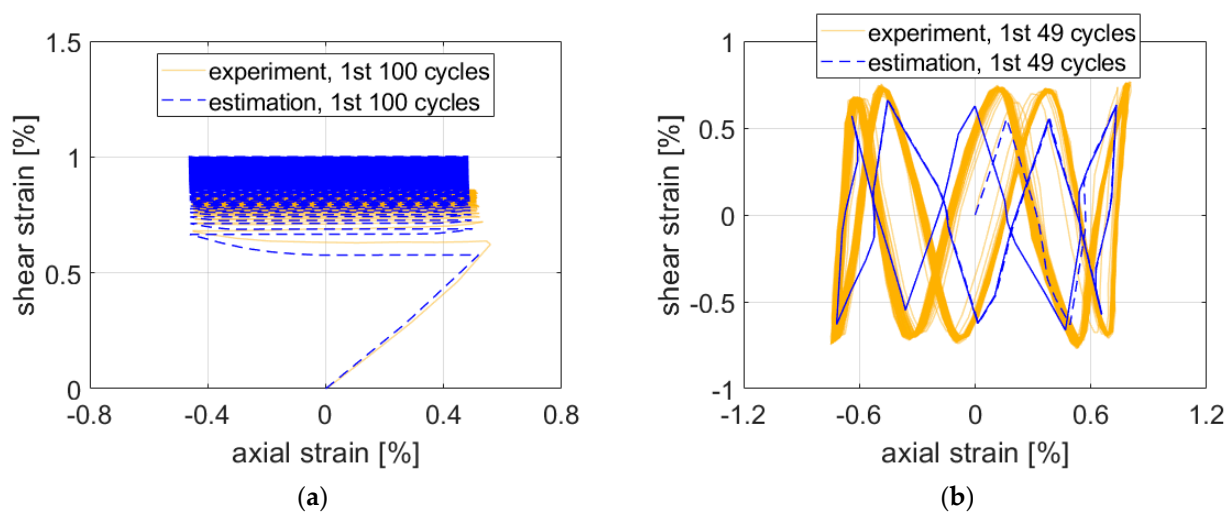 experiment, 1st 100 cycles
estimation, 1st 100 cycles
shear strain [%]
1.5
1
0.5
0
-0.8
-0.4
0
0.4
0.8
axial strain [%]
(a)
experiment, 1st 49 cycles
estimation, 1st 49 cycles
shear strain [%]
1
0.5
0
-0.5
-1
-1.2
-0.6
0
0.6
1.2
axial strain [%]
(b)